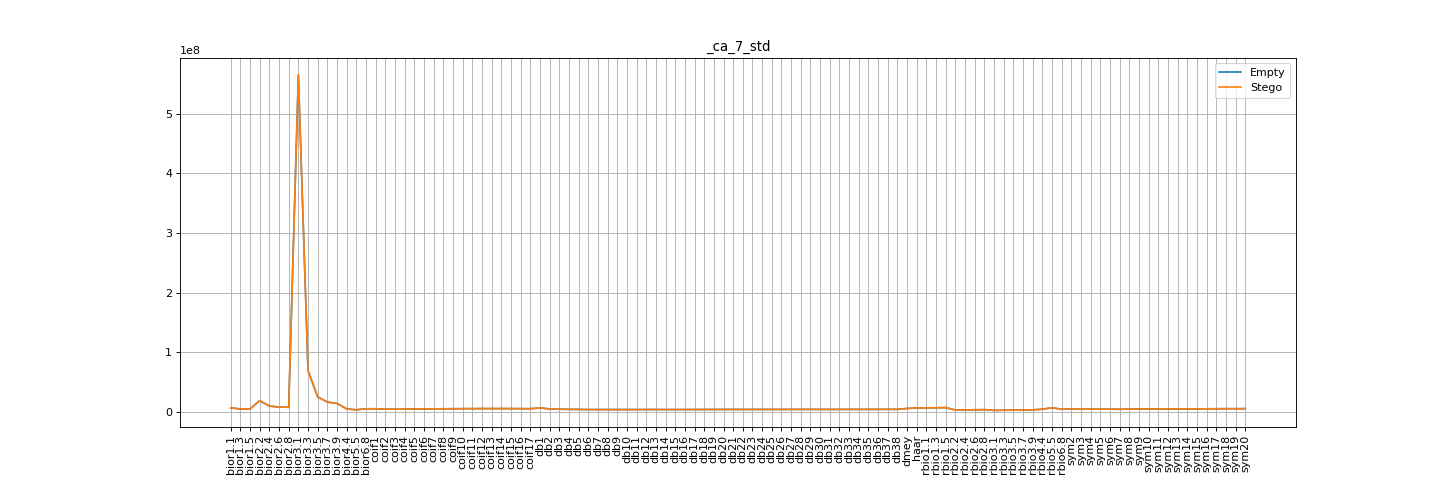 _ca_7_std
1e8
Empty
Stego
5
4
3
2
1
0
bior1.1
bior1.3
bior1.5
bior2.2
bior2.4
bior2.6
bior2.8
bior3.1
bior3.3
bior3.5
bior3.7
bior3.9
bior4.4
bior5.5
bior6.8
coif1
coif2
coif3
coif4
coif5
coif6
coif7
coif8
coif9
coif10
coif11
coif12
coif13
coif14
coif15
coif16
coif17
db1
db2
db3
db4
db5
db6
db7
db8
db9
db10
db11
db12
db13
db14
db15
db16
db17
db18
db19
db20
db21
db22
db23
db24
db25
db26
db27
db28
db29
db30
db31
db32
db33
db34
db35
db36
db37
db38
dmey
haar
rbio1.1
rbio1.3
rbio1.5
rbio2.2
rbio2.4
rbio2.6
rbio2.8
rbio3.1
rbio3.3
rbio3.5
rbio3.7
rbio3.9
rbio4.4
rbio5.5
rbio6.8
sym2
sym3
sym4
sym5
sym6
sym7
sym8
sym9
sym10
sym11
sym12
sym13
sym14
sym15
sym16
sym17
sym18
sym19
sym20